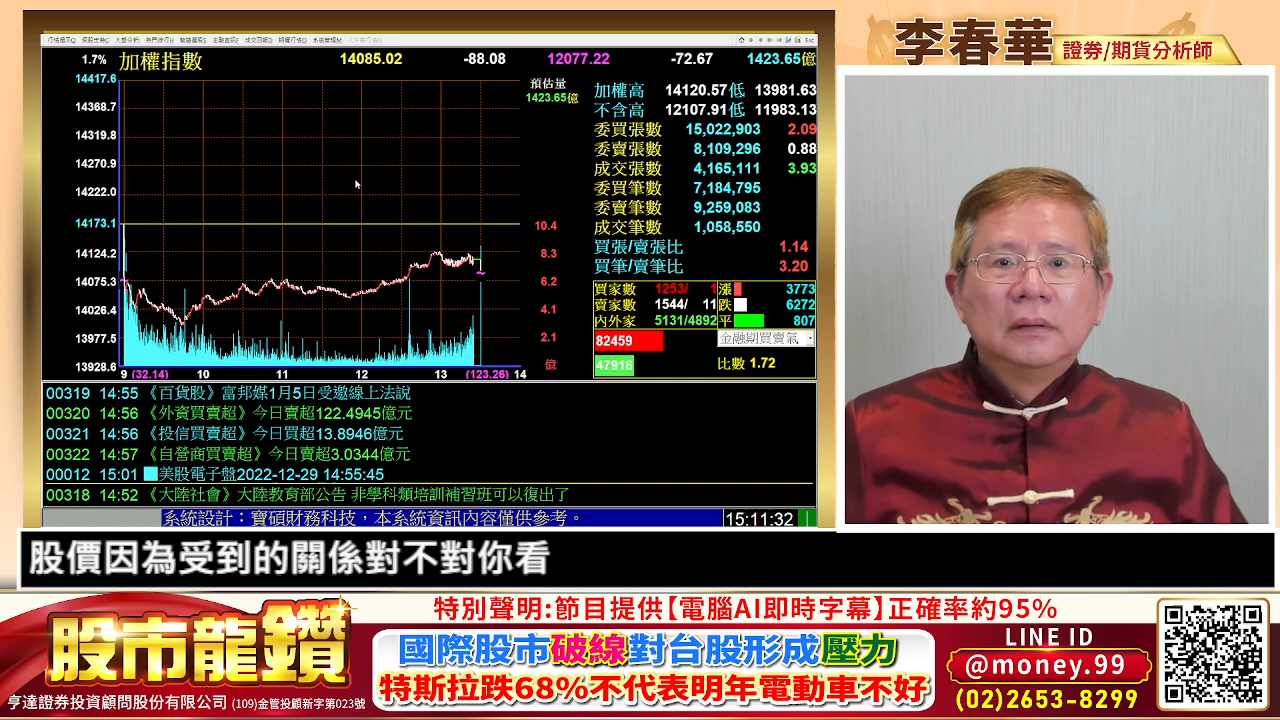 李春華 證券/期貨分析師
1.7% 加權指數 14085.02 -88.08 12077.22 -72.67 1423.65億
14417.6
14368.7
14319.8
14270.9
14222.0
14173.1
14124.2
14075.3
14026.4
13977.5
13928.6
預估量
1423.65億
10.4
8.3
6.2
4.1
2.1
億
9 (32.14) 10 11 12 13 (123.26) 14
加權高 14120.57低 13981.63
不含高 12107.91低 11983.13
委買張數 15,022,903 2.09
委賣張數 8,109,296 0.88
成交張數 4,165,111 3.93
委買筆數 7,184,795
委賣筆數 9,259,083
成交筆數 1,058,550
買張/賣張比 1.14
買筆/賣筆比 3.20
買家數 1253/ 1 漲 3773
賣家數 1544/ 11 跌 6272
內外家 5131/4892 平 807
82459 金融期買賣氣
47916 比數 1.72
00319 14:55 《百貨股》富邦媒1月5日受邀線上法說
00320 14:56 《外資買賣超》今日賣超122.4945億元
00321 14:56 《投信買賣超》今日買超13.8946億元
00322 14:57 《自營商買賣超》今日賣超3.0344億元
00012 15:01 美股電子盤2022-12-29 14:55:45
00318 14:52 《大陸社會》大陸教育部公告 非學科類培訓補習班可以復出了
系統設計：寶碩財務科技，本系統資訊內容僅供參考。 15:11:32
股價因為受到的關係對不對你看
特別聲明:節目提供【電腦AI即時字幕】正確率約95%
股市龍鑽
亨達證券投資顧問股份有限公司 (109)金管投顧新字第023號
國際股市破線對台股形成壓力
特斯拉跌68%不代表明年電動車不好
LINE ID
@money.99
(02)2653-8299